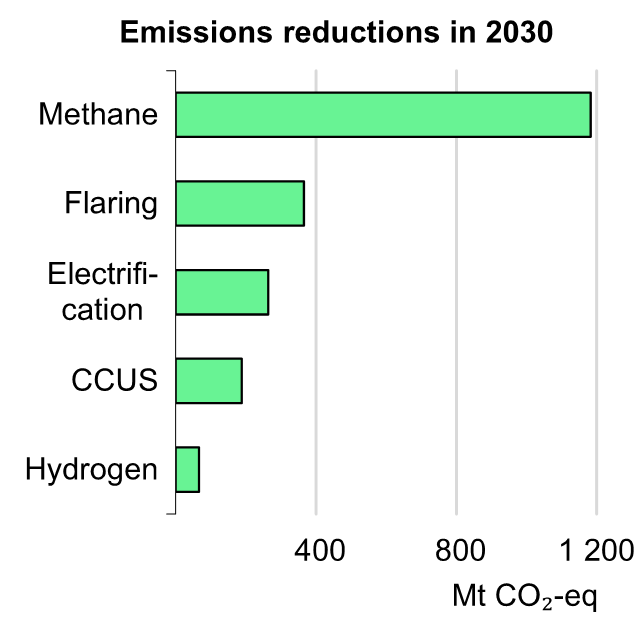 Emissions reductions in 2030
Methane
Flaring
Electrifi-
cation
CCUS
Hydrogen
400 800 1 200
Mt CO₂-eq